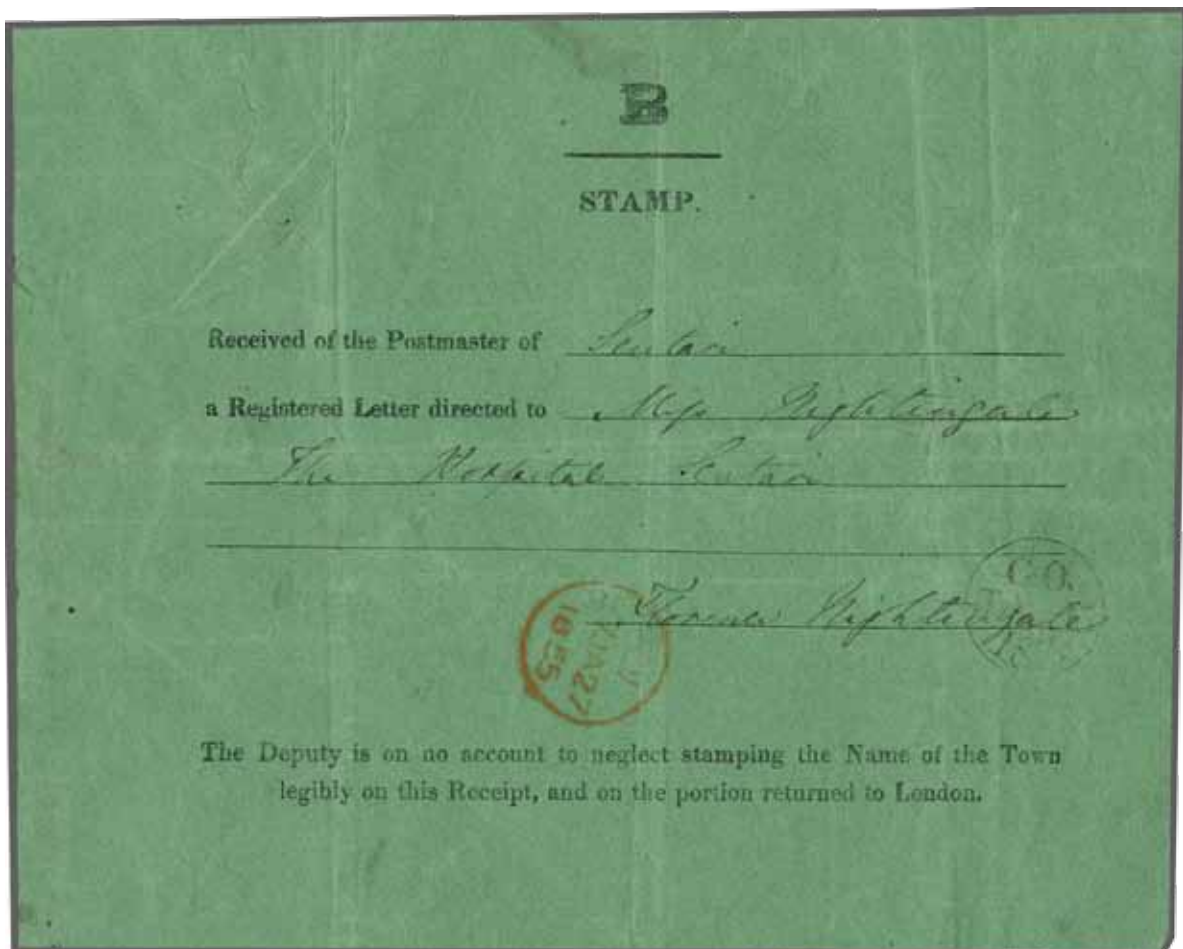 B
STAMP.
Received of the Postmaster of Scutari
a Registered Letter directed to Miss Nightingale
The Hospital Scutari
Florence Nightingale
C.O.
27
1855
The Deputy is on no account to neglect stamping the Name of the Town
legibly on this Receipt, and on the portion returned to London.